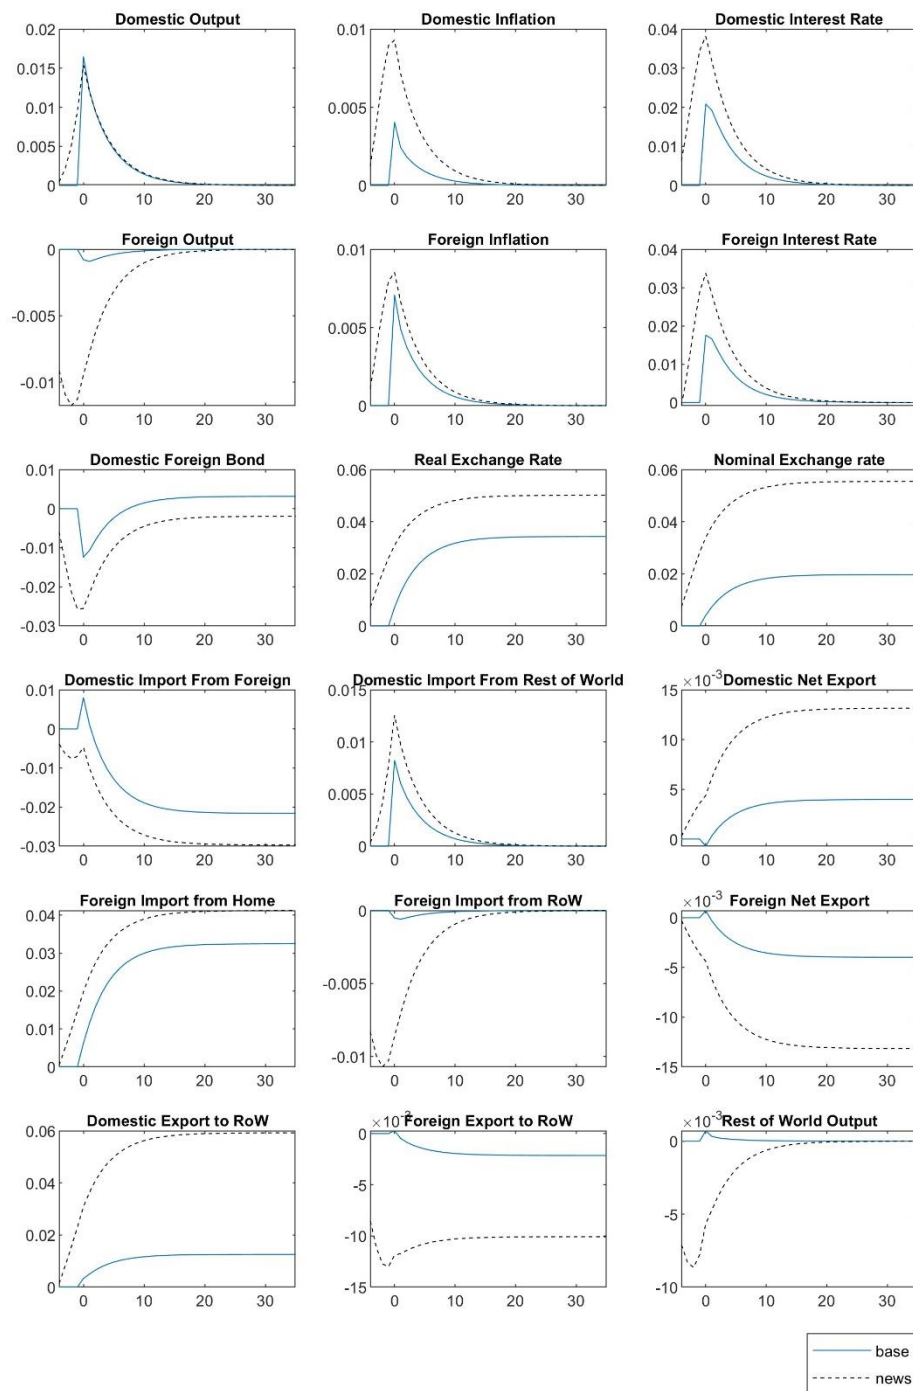 Domestic Output
Domestic Inflation
Domestic Interest Rate
0.02
0.015
0.01
0.005
0
0 10 20 30
0.01
0.005
0
0 10 20 30
0.04
0.03
0.02
0.01
0
0 10 20 30
Foreign Output
Foreign Inflation
Foreign Interest Rate
0
-0.005
-0.01
0 10 20 30
0.01
0.005
0
0 10 20 30
0.04
0.03
0.02
0.01
0
0 10 20 30
Domestic Foreign Bond
Real Exchange Rate
Nominal Exchange rate
0.01
0
-0.01
-0.02
-0.03
0 10 20 30
0.06
0.04
0.02
0
0 10 20 30
0.06
0.04
0.02
0
0 10 20 30
Domestic Import From Foreign
Domestic Import From Rest of World
×10⁻³ Domestic Net Export
0.01
0
-0.01
-0.02
-0.03
0 10 20 30
0.015
0.01
0.005
0
0 10 20 30
15
10
5
0
0 10 20 30
Foreign Import from Home
Foreign Import from RoW
×10⁻³ Foreign Net Export
0.04
0.03
0.02
0.01
0
0 10 20 30
0
-0.005
-0.01
0 10 20 30
0
-5
-10
-15
0 10 20 30
Domestic Export to RoW
×10⁻³ Foreign Export to RoW
×10⁻³ Rest of World Output
0.06
0.04
0.02
0
0 10 20 30
0
-5
-10
-15
0 10 20 30
0
-5
-10
0 10 20 30
base
news